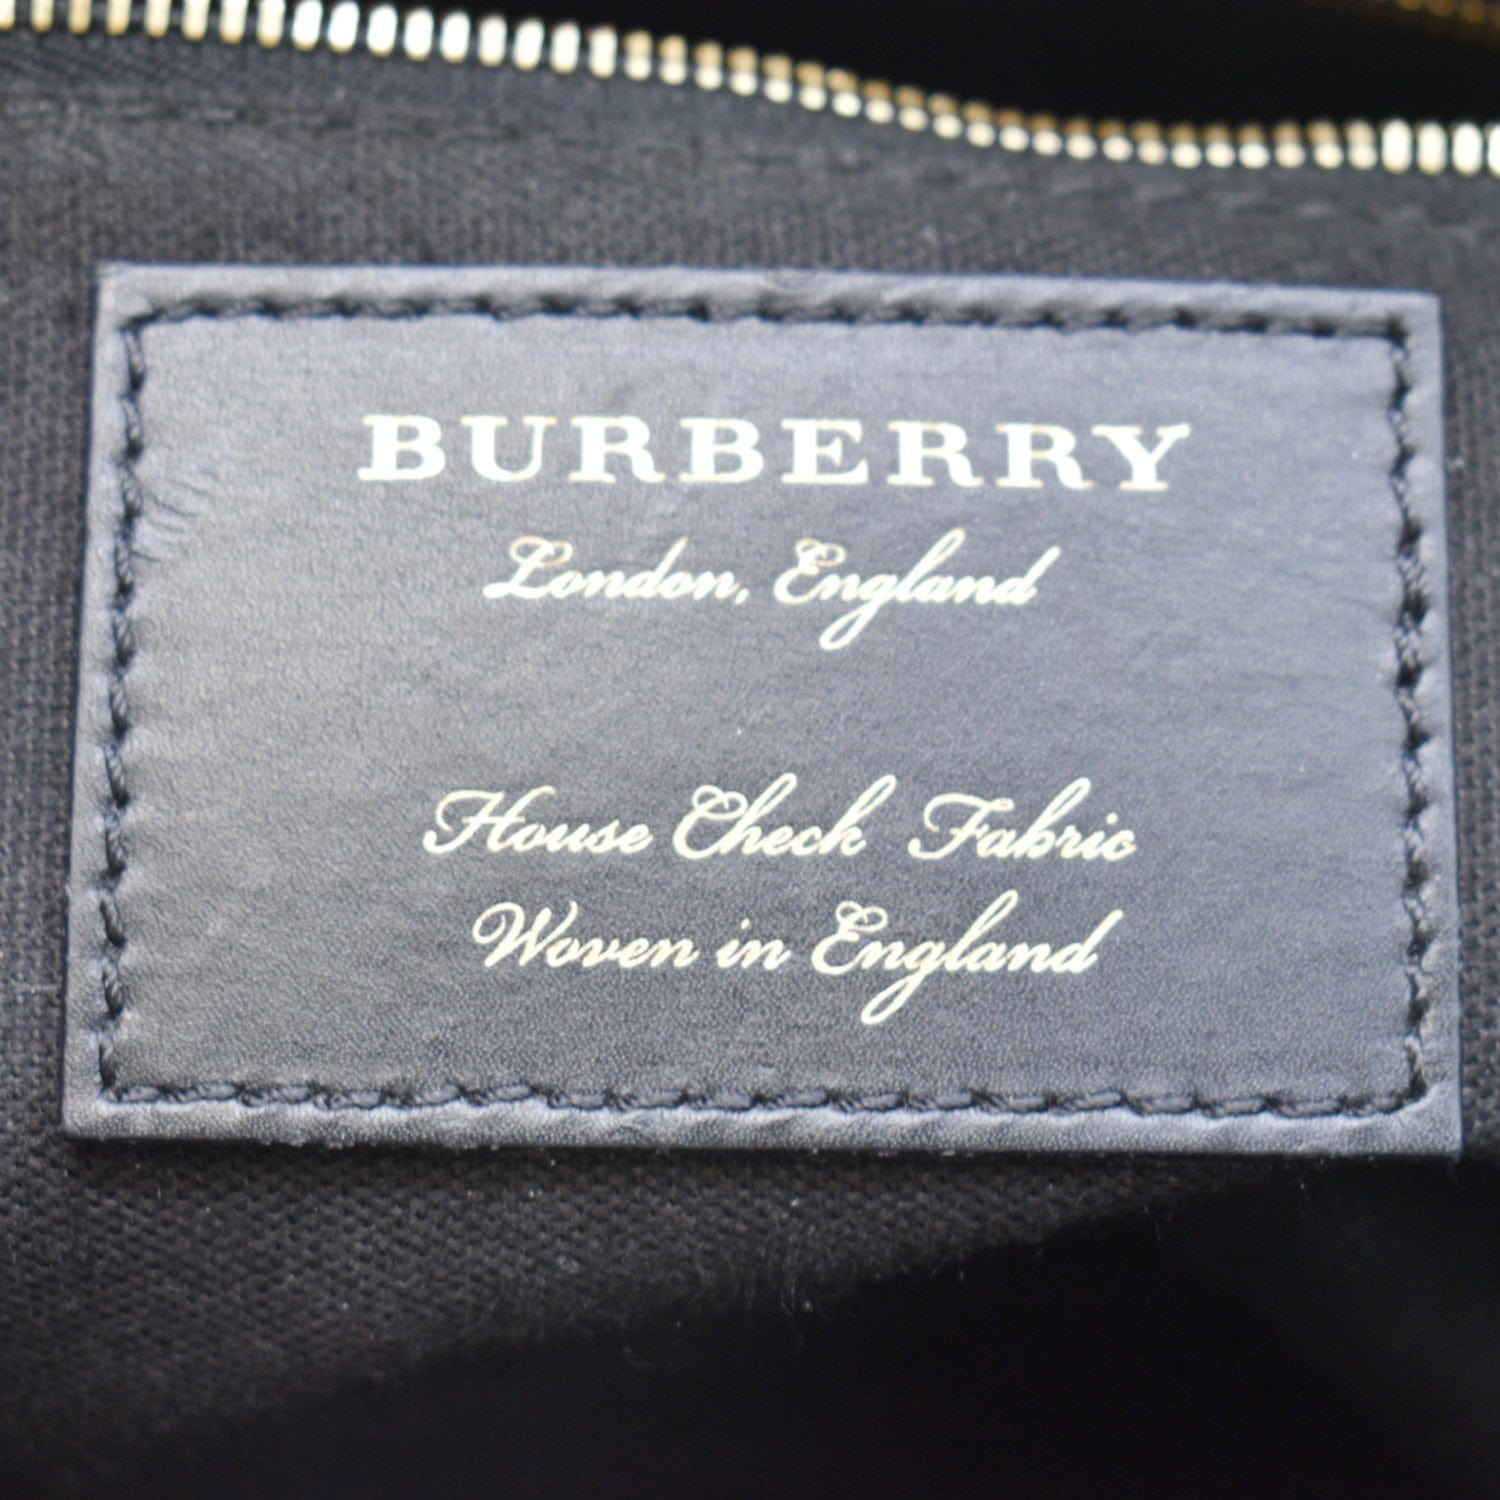 BURBERRY
London, England
House Check Fabric
Woven in England